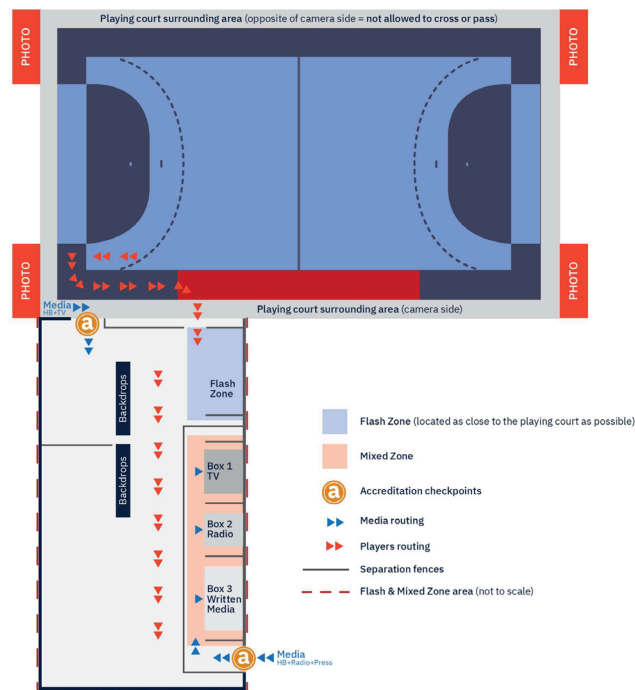 Playing court surrounding area (opposite of camera side = not allowed to cross or pass)
PHOTO
PHOTO
PHOTO
PHOTO
Media
HB+TV
a
Playing court surrounding area (camera side)
Flash
Zone
Backdrops
Backdrops
Box 1
TV
Box 2
Radio
Box 3
Written
Media
a
Media
HB+Radio+Press
Flash Zone (located as close to the playing court as possible)
Mixed Zone
a
Accreditation checkpoints
Media routing
Players routing
Separation fences
Flash & Mixed Zone area (not to scale)